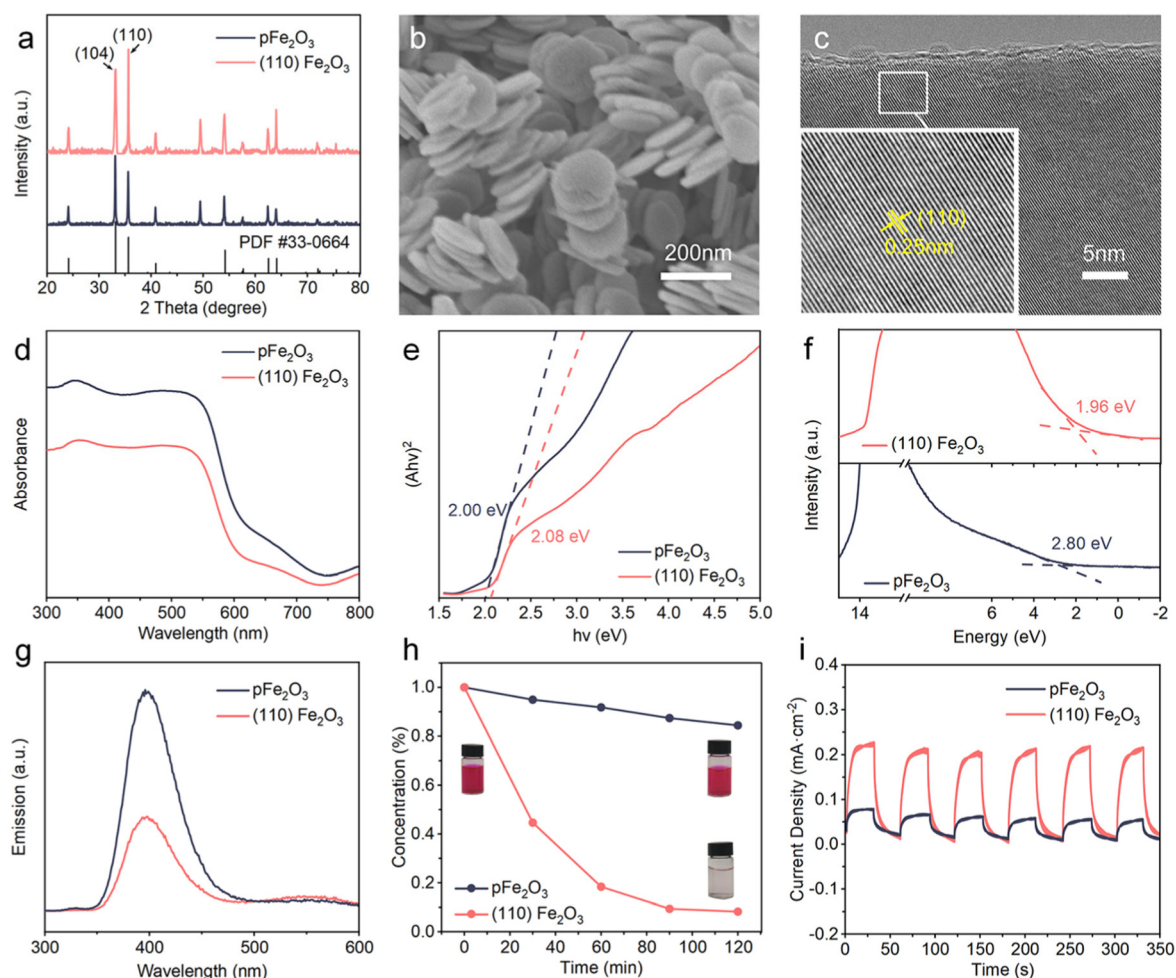 a
(110)
(104)
pFe₂O₃
(110) Fe₂O₃
PDF #33-0664
Intensity (a.u.)
20 30 40 50 60 70 80
2 Theta (degree)
b
200nm
c
(110)
0.25nm
5nm
d
pFe₂O₃
(110) Fe₂O₃
Absorbance
300 400 500 600 700 800
Wavelength (nm)
e
(Ahv)²
2.00 eV
2.08 eV
pFe₂O₃
(110) Fe₂O₃
1.5 2.0 2.5 3.0 3.5 4.0 4.5 5.0
hv (eV)
f
1.96 eV
(110) Fe₂O₃
Intensity (a.u.)
2.80 eV
pFe₂O₃
14 6 4 2 0 -2
Energy (eV)
g
pFe₂O₃
(110) Fe₂O₃
Emission (a.u.)
300 400 500 600
Wavelength (nm)
h
1.0
0.8
0.6
0.4
0.2
0.0
Concentration (%)
pFe₂O₃
(110) Fe₂O₃
0 20 40 60 80 100 120
Time (min)
i
0.4
0.3
0.2
0.1
0.0
-0.1
-0.2
Current Density (mA·cm⁻²)
pFe₂O₃
(110) Fe₂O₃
0 50 100 150 200 250 300 350
Time (s)